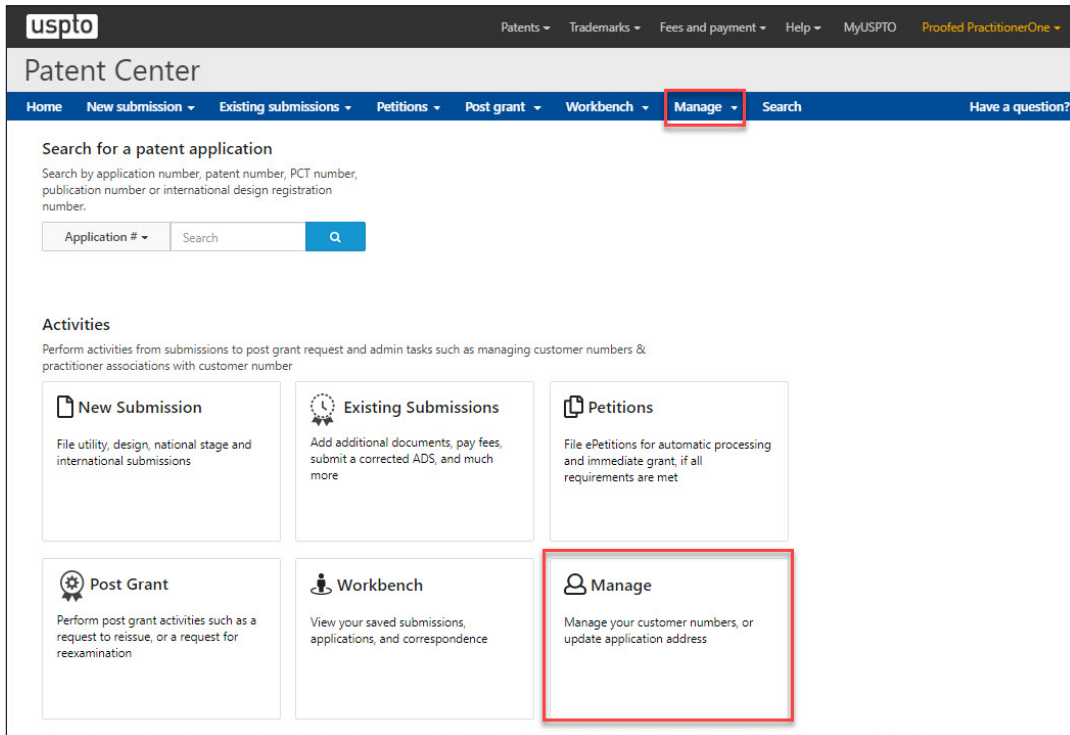 uspto
Patents Trademarks Fees and payment Help MyUSPTO Proofed PractitionerOne
Patent Center
Home New submission Existing submissions Petitions Post grant Workbench Manage Search Have a question?
Search for a patent application
Search by application number, patent number, PCT number,
publication number or international design registration
number.
Application # Search
Activities
Perform activities from submissions to post grant request and admin tasks such as managing customer numbers &
practitioner associations with customer number
New Submission
File utility, design, national stage and
international submissions
Existing Submissions
Add additional documents, pay fees,
submit a corrected ADS, and much
more
Petitions
File ePetitions for automatic processing
and immediate grant, if all
requirements are met
Post Grant
Perform post grant activities such as a
request to reissue, or a request for
reexamination
Workbench
View your saved submissions,
applications, and correspondence
Manage
Manage your customer numbers, or
update application address